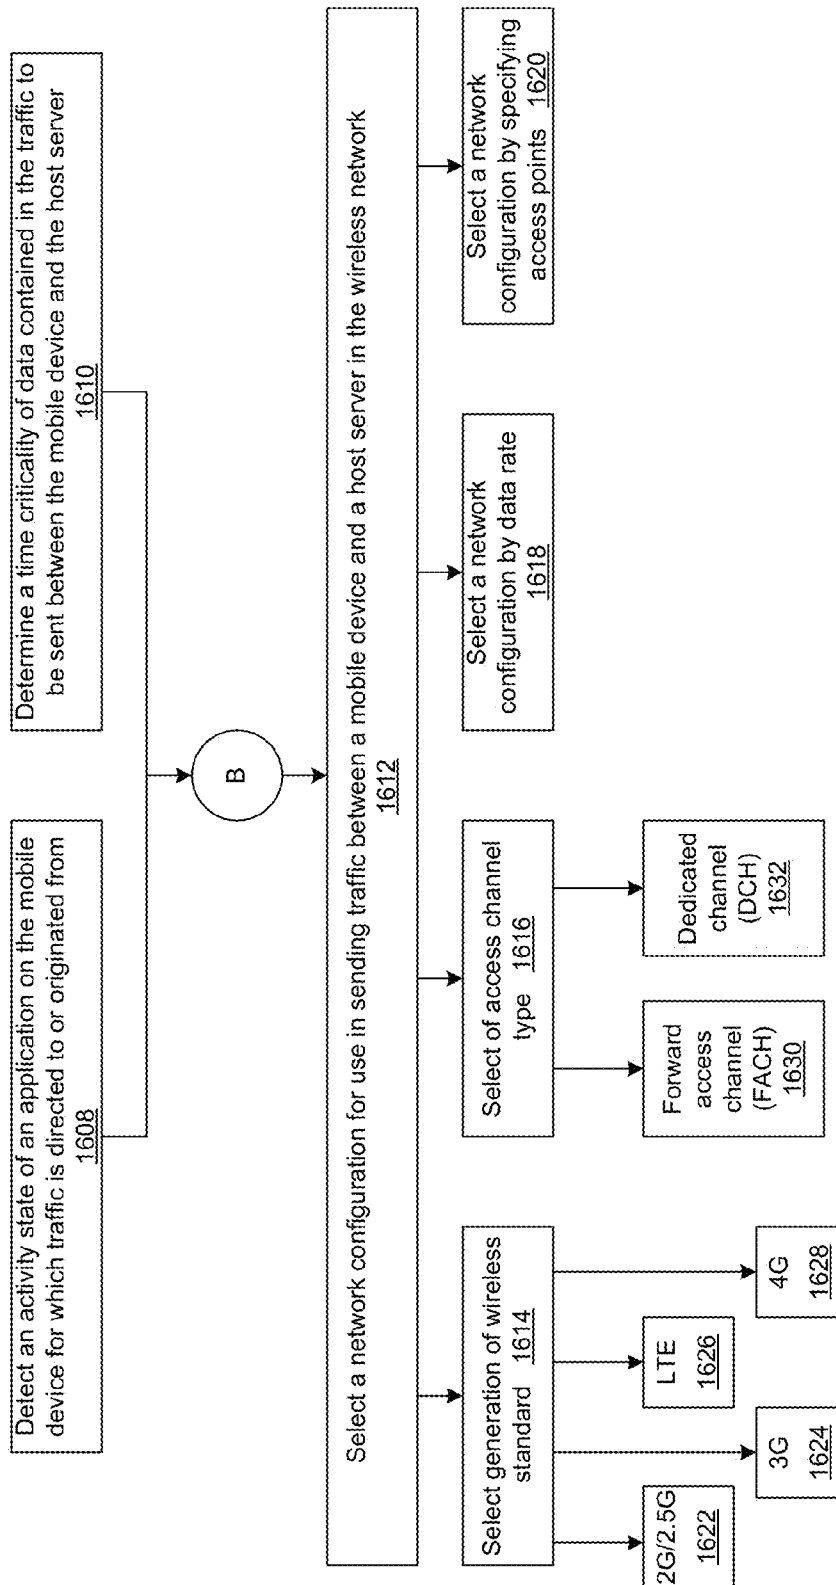 Detect an activity state of an application on the mobile
device for which traffic is directed to or originated from
1608
Determine a time criticality of data contained in the traffic to
be sent between the mobile device and the host server
1610
B
Select a network configuration for use in sending traffic between a mobile device and a host server in the wireless network
1612
Select generation of wireless
standard 1614
Select of access channel
type 1616
Select a network
configuration by data rate
1618
Select a network
configuration by specifying
access points 1620
2G/2.5G
1622
3G
1624
LTE
1626
4G
1628
Forward
access
channel
(FACH)
1630
Dedicated
channel
(DCH)
1632